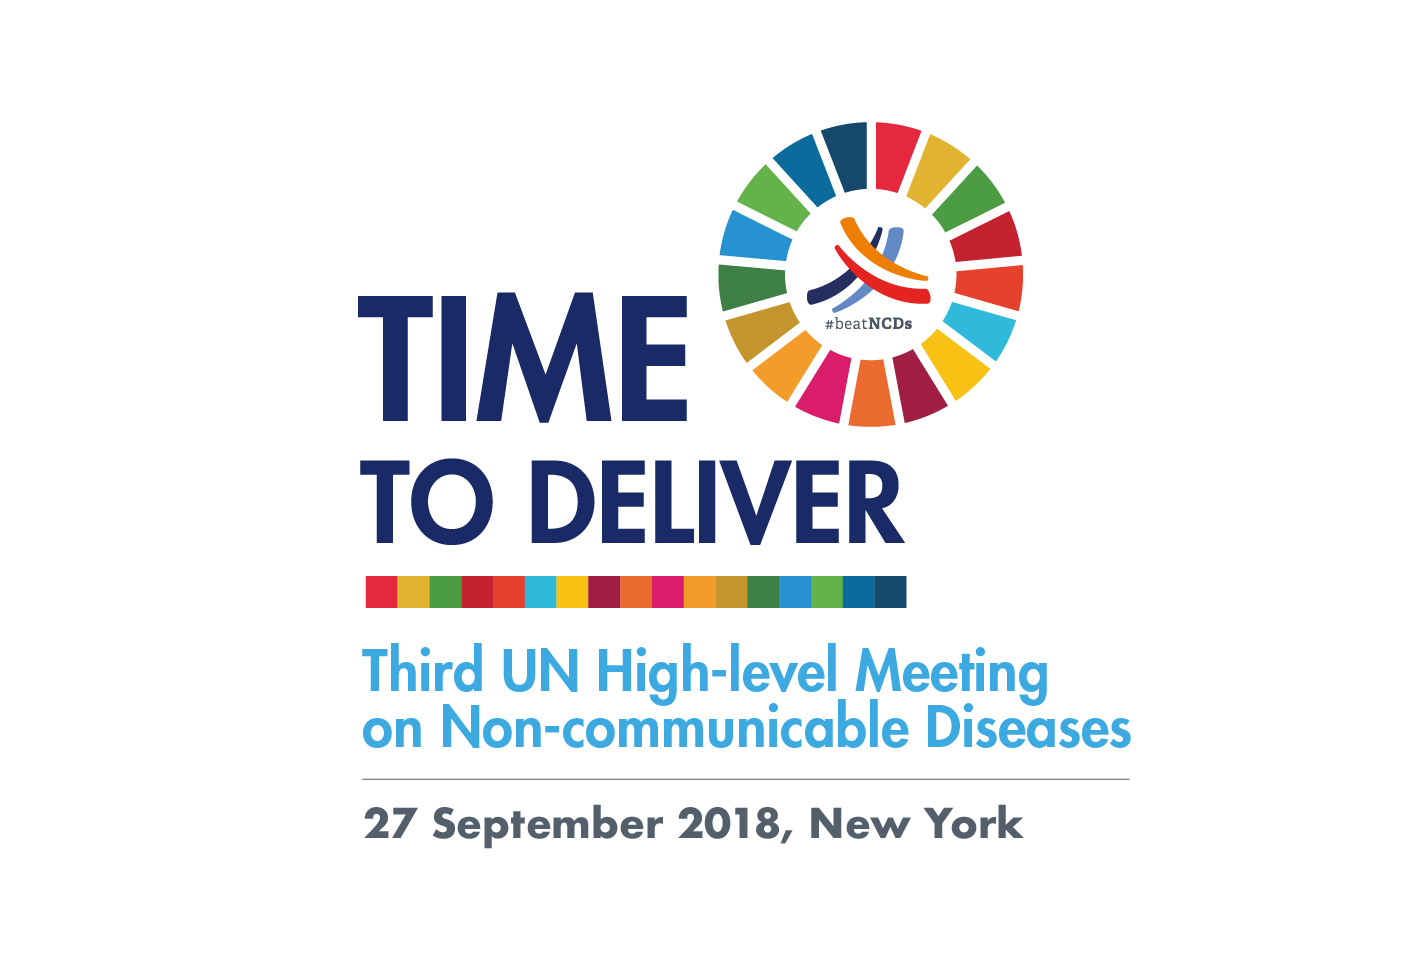 #beatNCDs
TIME
TO DELIVER
Third UN High-level Meeting
on Non-communicable Diseases
27 September 2018, New York